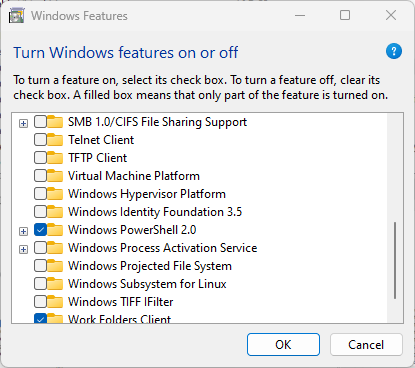 Windows Features
Turn Windows features on or off
?
To turn a feature on, select its check box. To turn a feature off, clear its
check box. A filled box means that only part of the feature is turned on.
SMB 1.0/CIFS File Sharing Support
Telnet Client
TFTP Client
Virtual Machine Platform
Windows Hypervisor Platform
Windows Identity Foundation 3.5
Windows PowerShell 2.0
Windows Process Activation Service
Windows Projected File System
Windows Subsystem for Linux
Windows TIFF IFilter
Work Folders Client
OK
Cancel